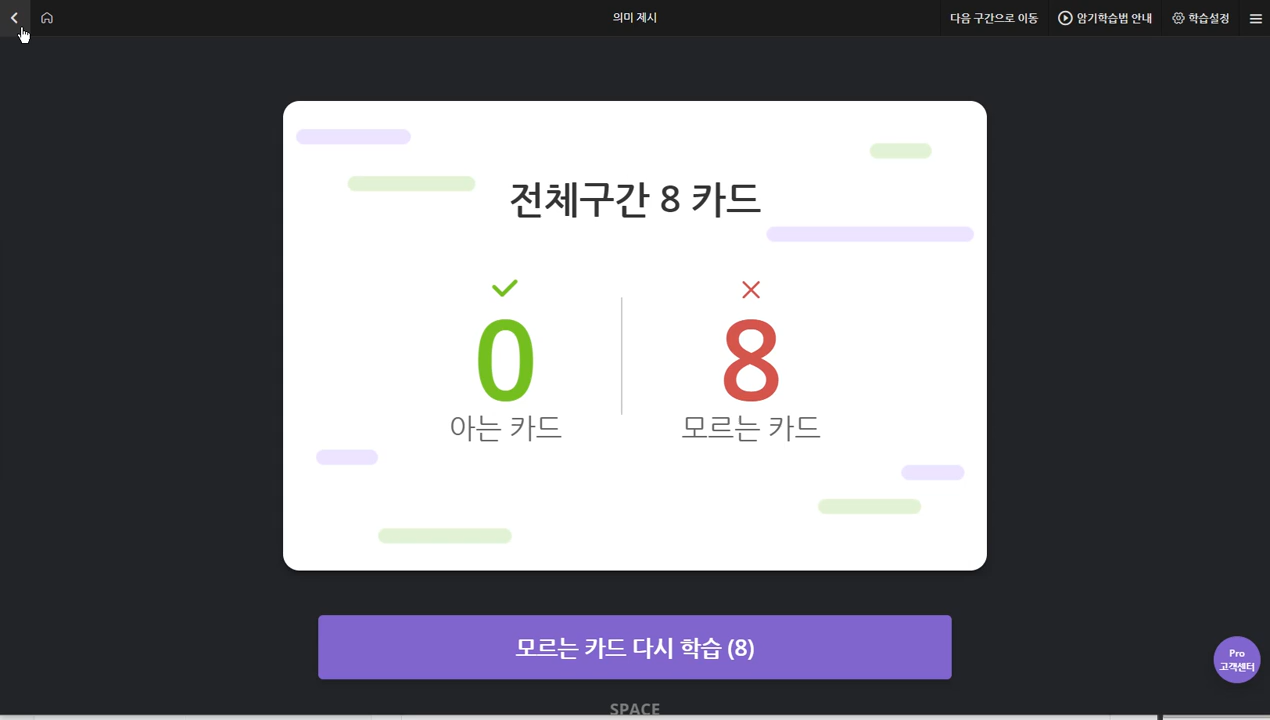 의미 제시
다음 구간으로 이동
암기학습법 안내
학습설정
전체구간 8 카드
0
아는 카드
8
모르는 카드
모르는 카드 다시 학습 (8)
SPACE
Pro
고객센터